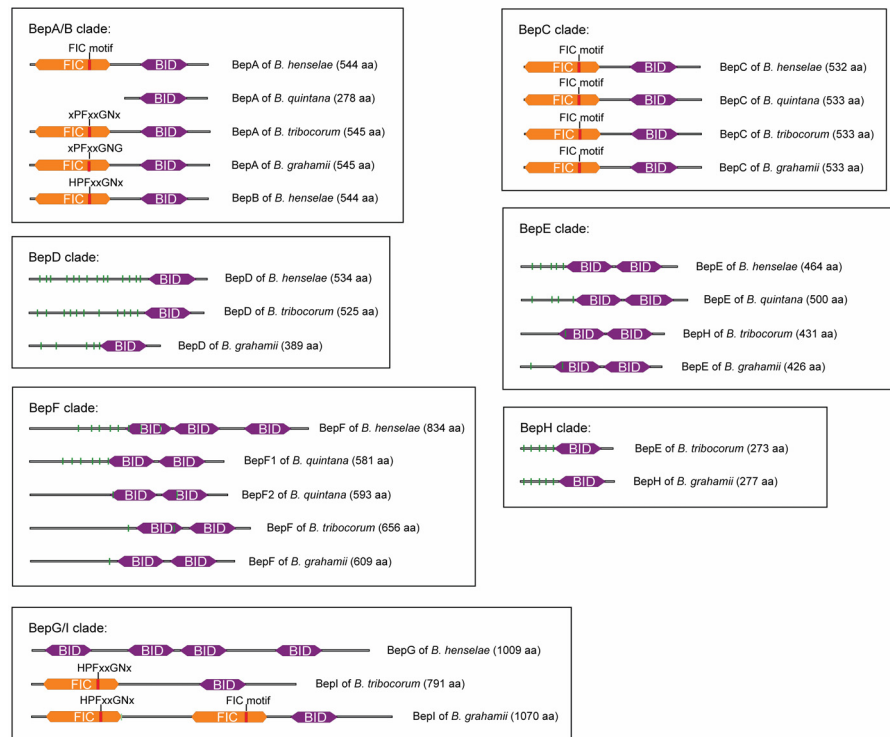 BepA/B clade:
FIC motif
FIC BID BepA of B. henselae (544 aa)
BID BepA of B. quintana (278 aa)
xPFxxGNx
FIC BID BepA of B. tribocorum (545 aa)
xPFxxGNG
FIC BID BepA of B. grahamii (545 aa)
HPFxxGNx
FIC BID BepB of B. henselae (544 aa)
BepC clade:
FIC motif
FIC BID BepC of B. henselae (532 aa)
FIC motif
FIC BID BepC of B. quintana (533 aa)
FIC motif
FIC BID BepC of B. tribocorum (533 aa)
FIC motif
FIC BID BepC of B. grahamii (533 aa)
BepD clade:
BID BepD of B. henselae (534 aa)
BID BepD of B. tribocorum (525 aa)
BID BepD of B. grahamii (389 aa)
BepE clade:
BID BID BepE of B. henselae (464 aa)
BID BID BepE of B. quintana (500 aa)
BID BID BepH of B. tribocorum (431 aa)
BID BID BepE of B. grahamii (426 aa)
BepF clade:
BID BID BID BepF of B. henselae (834 aa)
BID BID BepF1 of B. quintana (581 aa)
BID BID BepF2 of B. quintana (593 aa)
BID BID BepF of B. tribocorum (656 aa)
BID BID BepF of B. grahamii (609 aa)
BepH clade:
BID BepE of B. tribocorum (273 aa)
BID BepH of B. grahamii (277 aa)
BepG/I clade:
BID BID BID BID BepG of B. henselae (1009 aa)
HPFxxGNx
FIC BID BepI of B. tribocorum (791 aa)
HPFxxGNx FIC motif
FIC FIC BID BepI of B. grahamii (1070 aa)